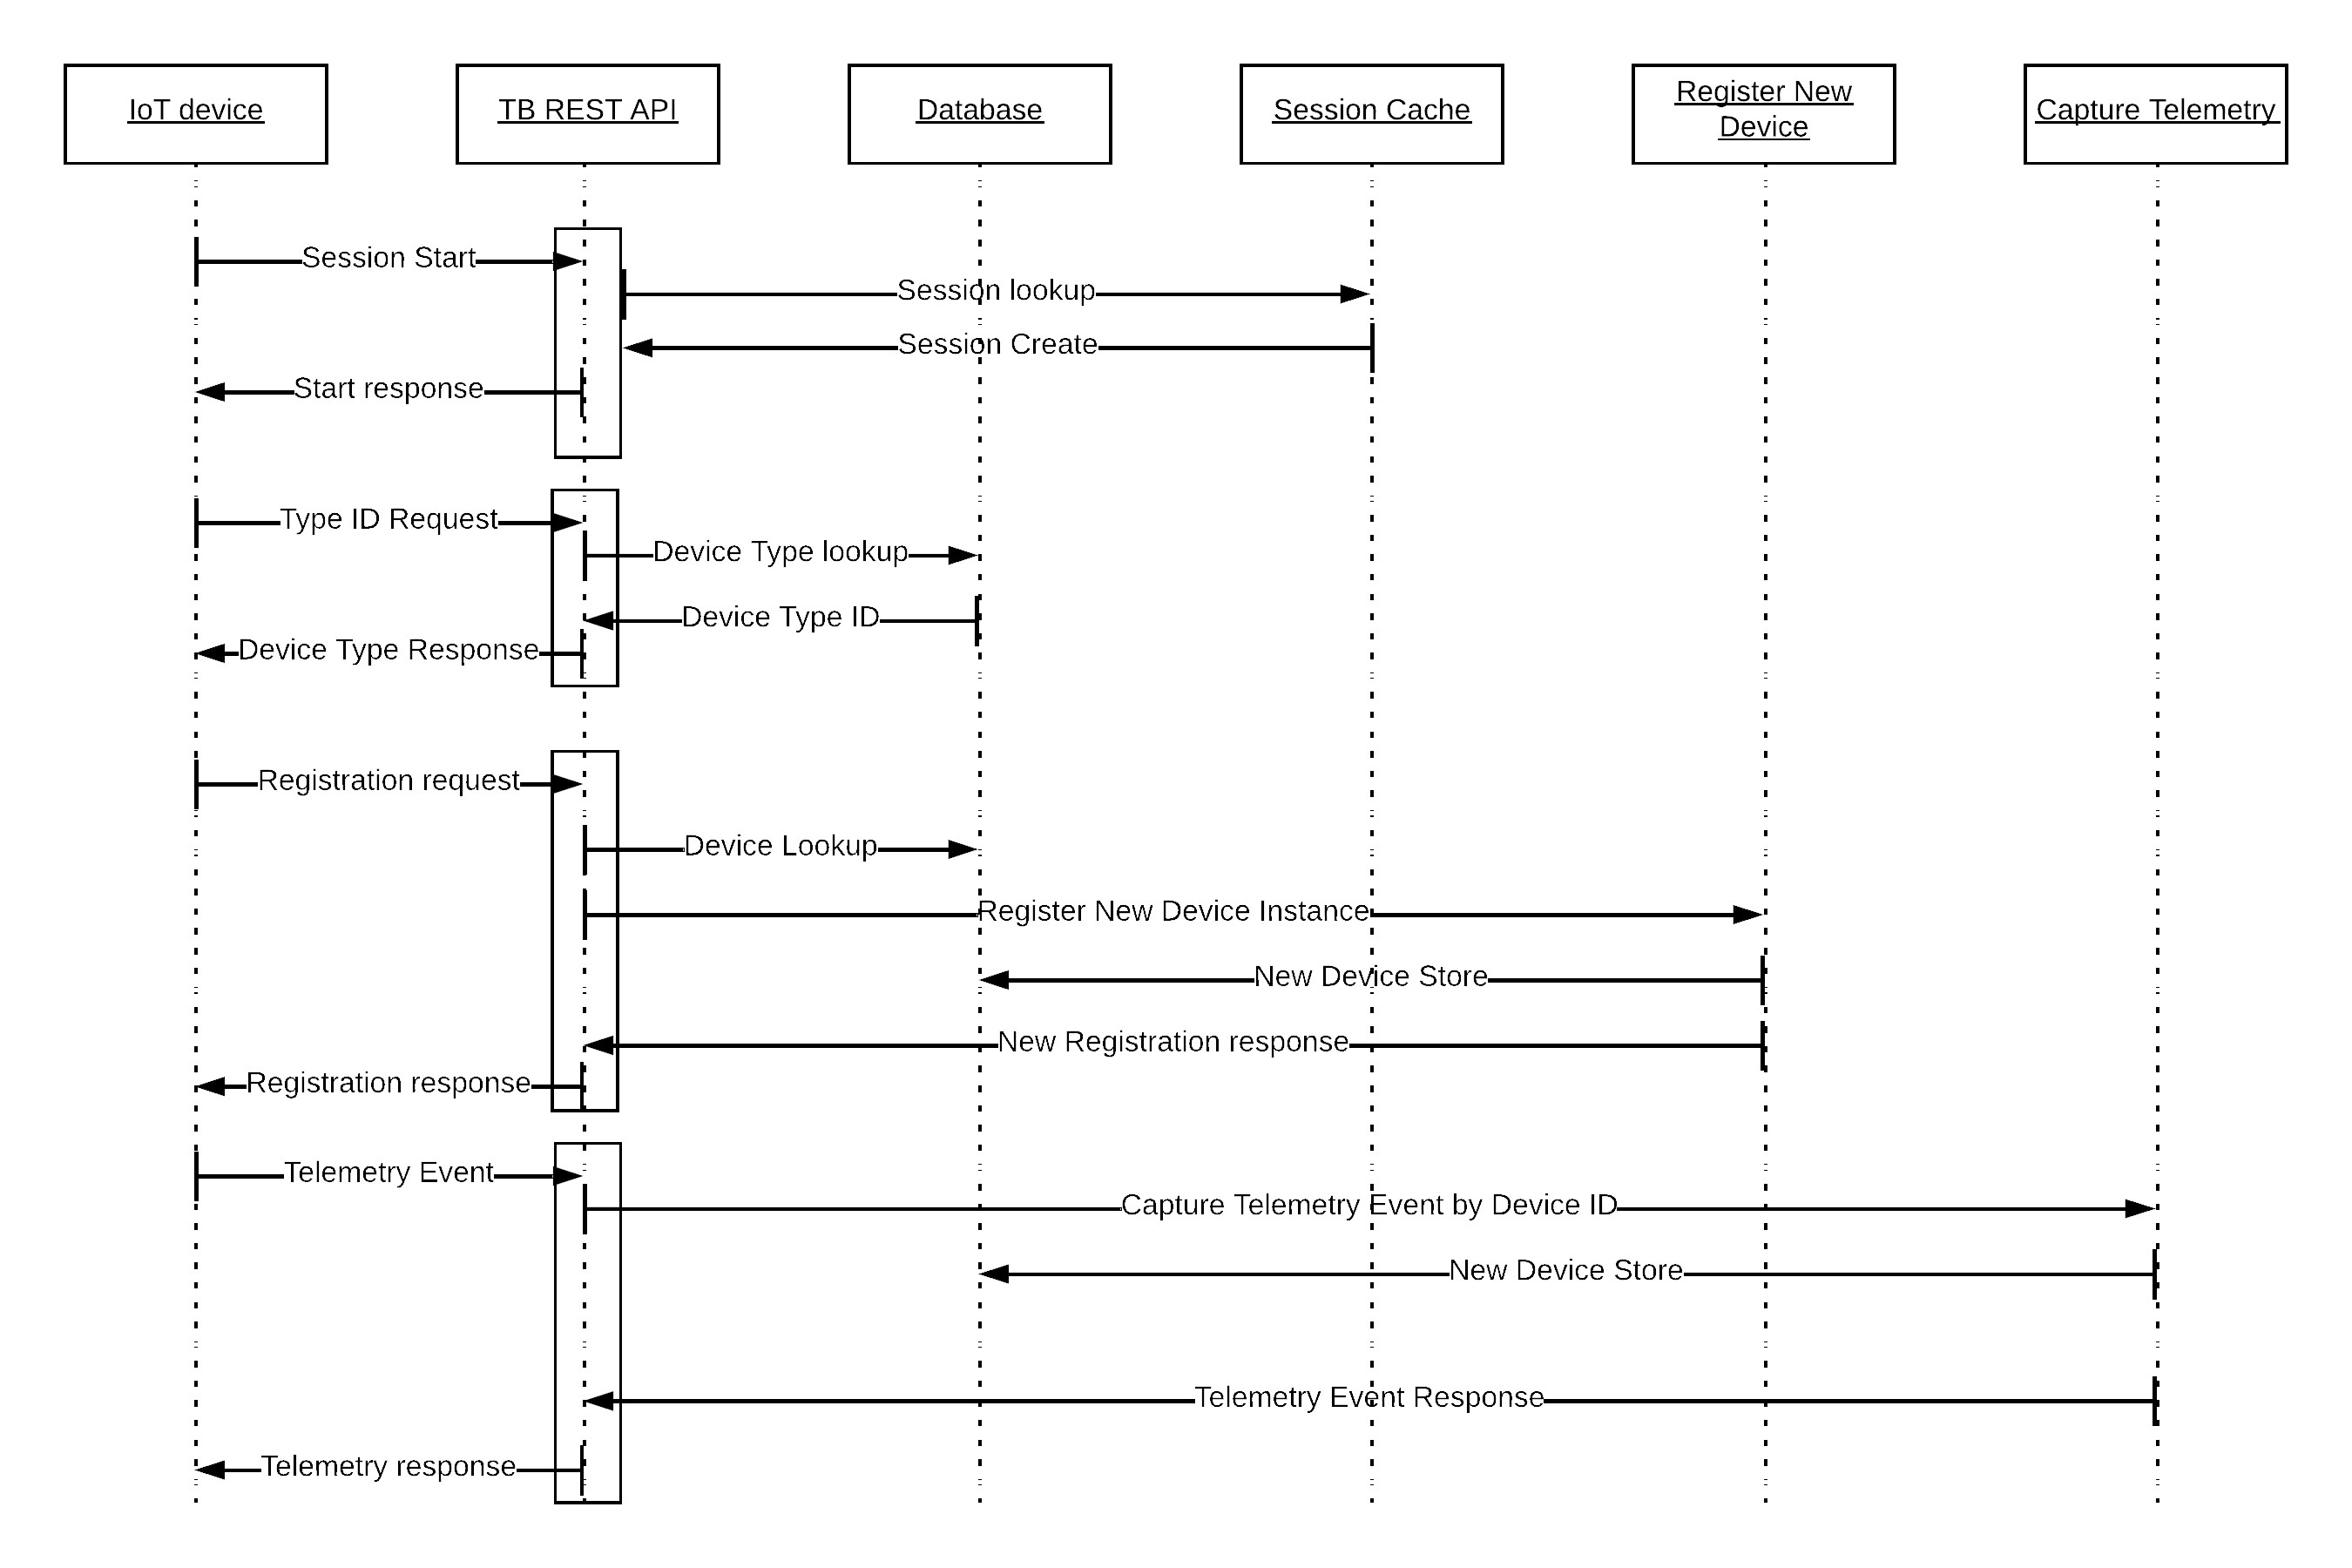 IoT device
TB REST API
Database
Session Cache
Register New
Device
Capture Telemetry
Session Start
Session lookup
Session Create
Start response
Type ID Request
Device Type lookup
Device Type ID
Device Type Response
Registration request
Device Lookup
Register New Device Instance
New Device Store
New Registration response
Registration response
Telemetry Event
Capture Telemetry Event by Device ID
New Device Store
Telemetry Event Response
Telemetry response